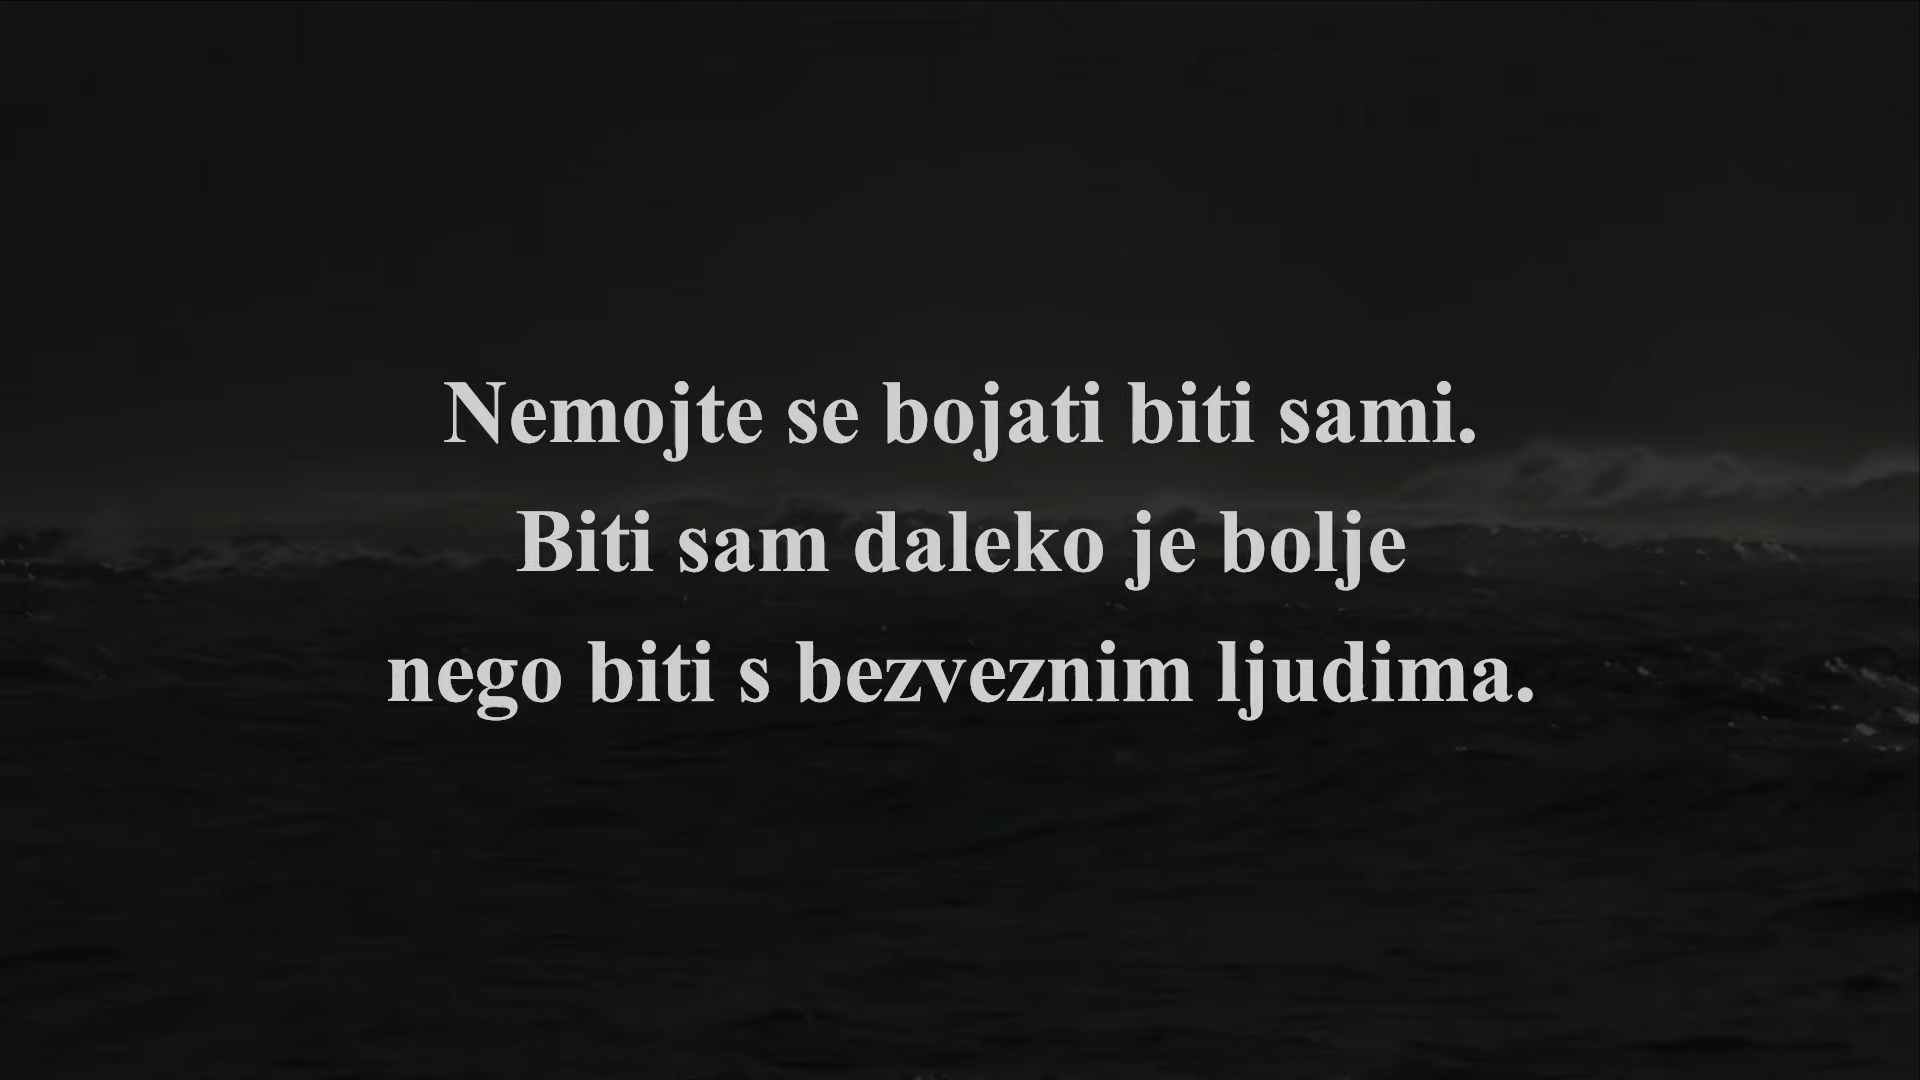 Nemojte se bojati biti sami.
Biti sam daleko je bolje
nego biti s bezveznim ljudima.